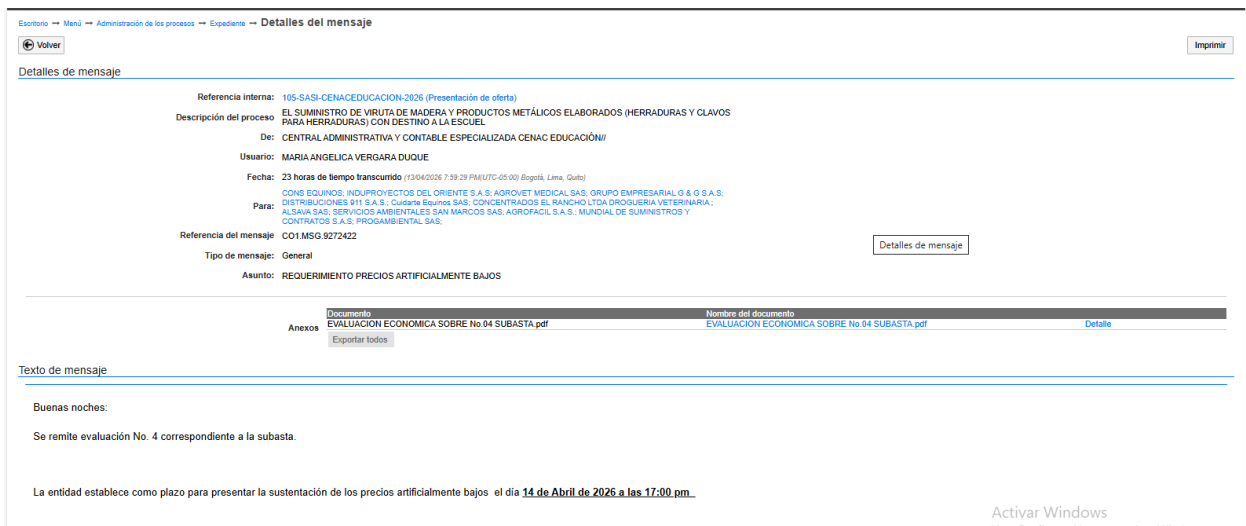 Escritorio → Menú → Administración de los procesos → Expediente → Detalles del mensaje
Volver
Imprimir
Detalles de mensaje
Referencia interna: 105-SASI-CENACEDUCACION-2026 (Presentación de oferta)
Descripción del proceso EL SUMINISTRO DE VIRUTA DE MADERA Y PRODUCTOS METÁLICOS ELABORADOS (HERRADURAS Y CLAVOS
PARA HERRADURAS) CON DESTINO A LA ESCUEL
De: CENTRAL ADMINISTRATIVA Y CONTABLE ESPECIALIZADA CENAC EDUCACIÓN//
Usuario: MARIA ANGELICA VERGARA DUQUE
Fecha: 23 horas de tiempo transcurrido (13/04/2026 7:59:29 PM(UTC-05:00) Bogotá, Lima, Quito)
Para: CONS EQUINOS; INDUPROYECTOS DEL ORIENTE S.A.S; AGROVET MEDICAL SAS; GRUPO EMPRESARIAL G & G S.A.S;
DISTRIBUCIONES 911 S.A.S.; Cuidarte Equinos SAS; CONCENTRADOS EL RANCHO LTDA DROGUERIA VETERINARIA ;
ALSAVA SAS; SERVICIOS AMBIENTALES SAN MARCOS SAS; AGROFACIL S.A.S.; MUNDIAL DE SUMINISTROS Y
CONTRATOS S.A.S; PROGAMBIENTAL SAS;
Referencia del mensaje CO1.MSG.9272422
Detalles de mensaje
Tipo de mensaje: General
Asunto: REQUERIMIENTO PRECIOS ARTIFICIALMENTE BAJOS
Anexos
Documento Nombre del documento
EVALUACION ECONOMICA SOBRE No.04 SUBASTA.pdf EVALUACION ECONOMICA SOBRE No.04 SUBASTA.pdf Detalle
Exportar todos
Texto de mensaje
Buenas noches:
Se remite evaluación No. 4 correspondiente a la subasta.
La entidad establece como plazo para presentar la sustentación de los precios artificialmente bajos el día 14 de Abril de 2026 a las 17:00 pm
Activar Windows